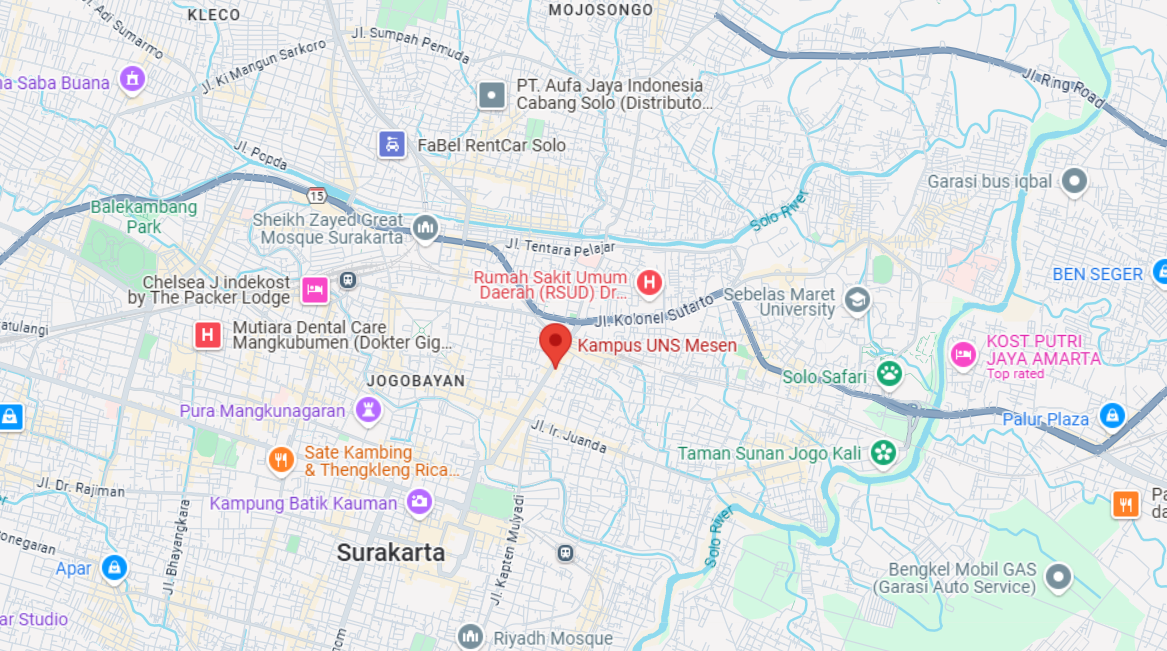 KLECO
MOJOSONGO
Jl. Adi Sumarmo
Jl. Sumpah Pemuda
Jl. Ki Mangun Sarkoro
Jl. Ring Road
na Saba Buana
PT. Aufa Jaya Indonesia
Cabang Solo (Distributo...
FaBel RentCar Solo
Jl. Popda
15
Garasi bus iqbal
Balekambang
Park
Sheikh Zayed Great
Mosque Surakarta
Solo River
Jl. Tentara Pelajar
Rumah Sakit Umum
Daerah (RSUD) Dr...
BEN SEGER
Chelsea J indekost
by The Packer Lodge
Sebelas Maret
University
Jl. Kolonel Sutarto
atulangi
Mutiara Dental Care
Mangkubumen (Dokter Gig...
Kampus UNS Mesen
KOST PUTRI
JAYA AMARTA
Top rated
JOGOBAYAN
Solo Safari
Pura Mangkunagaran
Palur Plaza
Jl. Ir. Juanda
Sate Kambing
& Thengkleng Rica...
Taman Sunan Jogo Kali
Jl. Dr. Rajiman
Kampung Batik Kauman
Pa
da
Jl. Bhayangkara
Jl. Kapten Mulyadi
Solo River
onegaran
Surakarta
Apar
Bengkel Mobil GAS
(Garasi Auto Service)
ar Studio
Riyadh Mosque
om